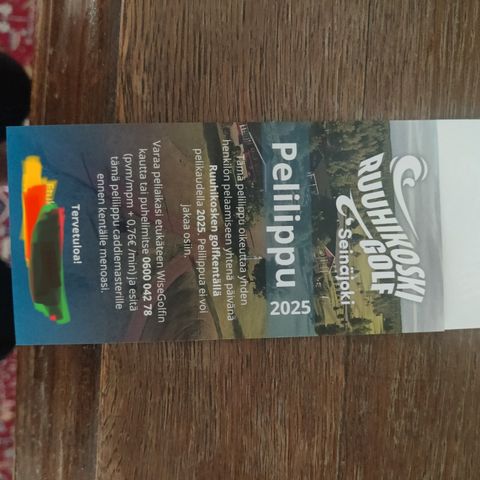 RUUHIKOSKI
GOLF
Seinäjoki
Pelilippu
2025
Tämä pelilippu oikeuttaa yhden
henkilön pelaamiseen yhtenä päivänä
Ruuhikosken golfkentällä
pelikaudella 2025. Pelilippua ei voi
jakaa osiin.
Varaa peliaikasi etukäteen WiseGolfin
kautta tai puhelimitse 0600 042 78
(pvm/mpm + 0,76€/min) ja esitä
tämä pelilippu caddiemasterille
ennen kentälle menoasi.
Tervetuloa!